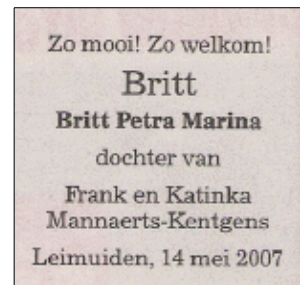 Zo mooi! Zo welkom!
Britt
Britt Petra Marina
dochter van
Frank en Katinka
Mannaerts-Kentgens
Leimuiden, 14 mei 2007